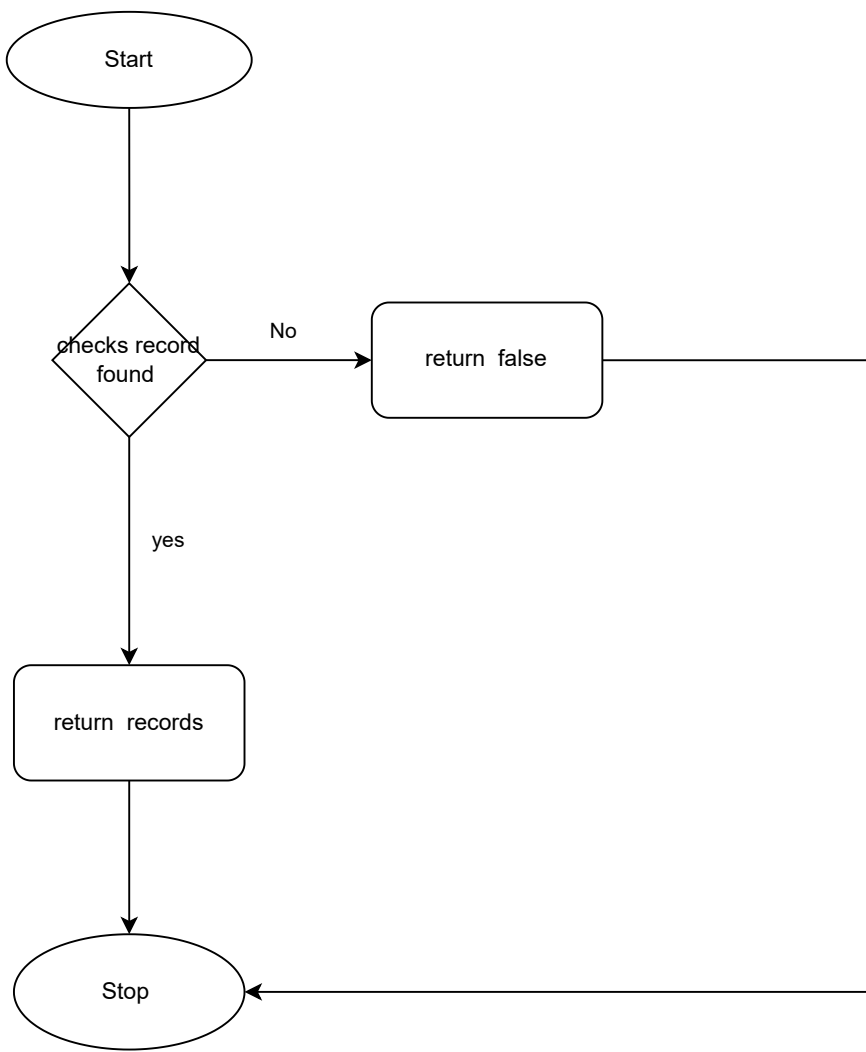 Start
checks record
found
No
return  false
yes
return  records
Stop